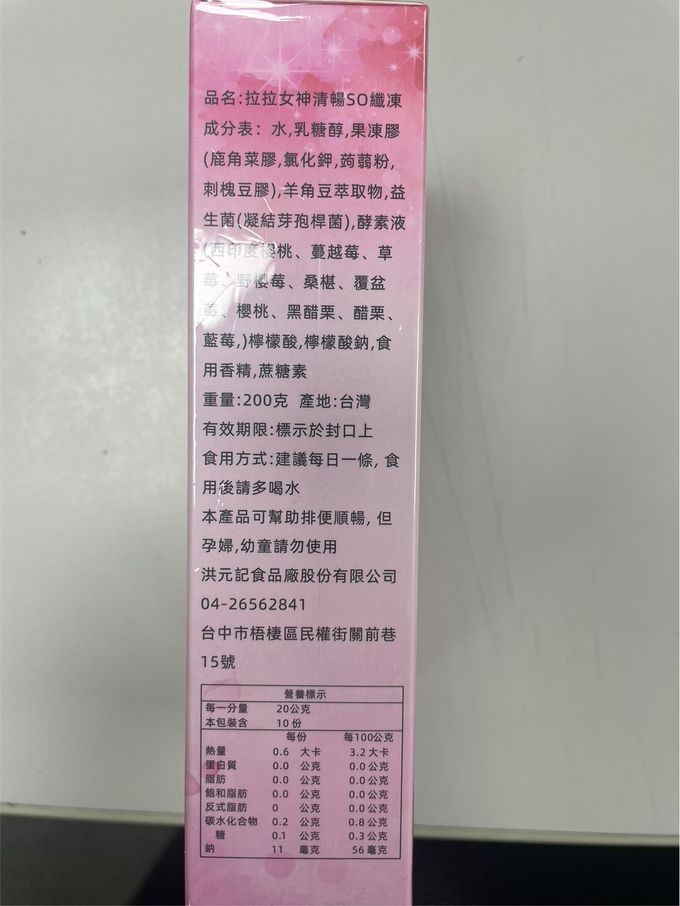 品名:拉拉女神清暢SO纖凍
成分表: 水,乳糖醇,果凍膠
(鹿角菜膠,氯化鉀,蒟蒻粉,
刺槐豆膠),羊角豆萃取物,益
生菌(凝結芽孢桿菌),酵素液
(西印度櫻桃、蔓越莓、草
莓、野櫻莓、桑椹、覆盆
莓、櫻桃、黑醋栗、醋栗、
藍莓,)檸檬酸,檸檬酸鈉,食
用香精,蔗糖素
重量:200克 產地:台灣
有效期限:標示於封口上
食用方式:建議每日一條, 食
用後請多喝水
本產品可幫助排便順暢, 但
孕婦,幼童請勿使用
洪元記食品廠股份有限公司
04-26562841
台中市梧棲區民權街關前巷
15號
營養標示
每一分量 20公克
本包裝含 10份
每份 每100公克
熱量 0.6 大卡 3.2大卡
蛋白質 0.0 公克 0.0公克
脂肪 0.0 公克 0.0公克
飽和脂肪 0.0 公克 0.0公克
反式脂肪 0 公克 0.0公克
碳水化合物 0.2 公克 0.8公克
糖 0.1 公克 0.3公克
鈉 11 毫克 56毫克